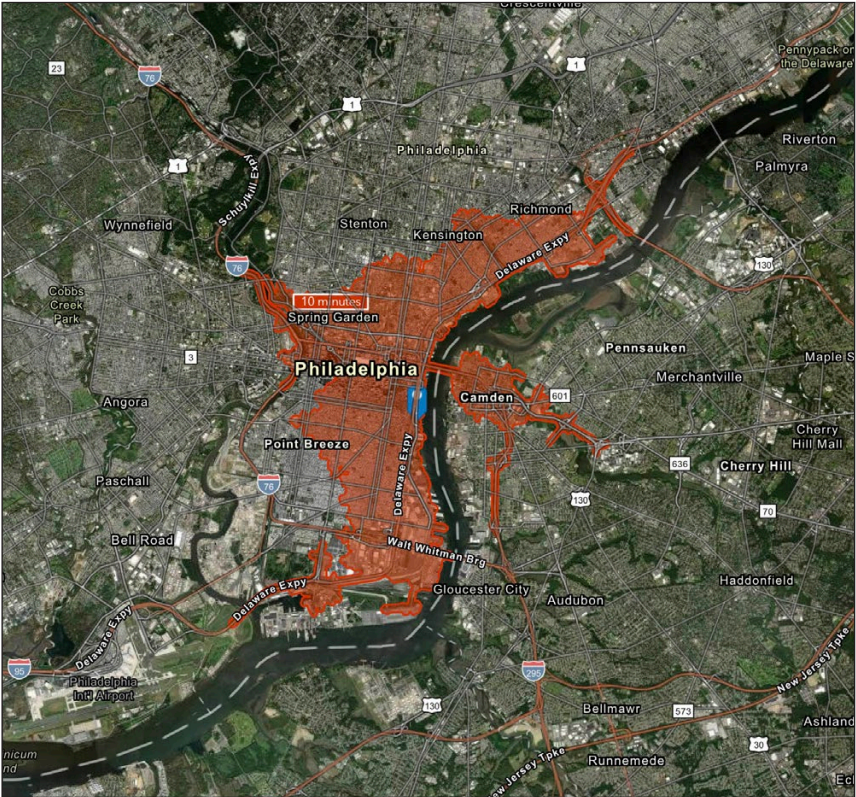 Crescentville
Pennypack on
the Delaware
23
76
1
1
1
Philadelphia
Riverton
Palmyra
Schuylkill Expy
Wynnefield
Stenton
Richmond
Kensington
Delaware Expy
76
130
Cobbs
Creek
Park
10 minutes
Spring Garden
Pennsauken
3
Maple S
Philadelphia
Merchantville
Angora
Camden
601
Cherry
Hill Mall
Point Breeze
Delaware Expy
636
Cherry Hill
Paschall
76
130
70
Bell Road
Walt Whitman Brg
Haddonfield
Delaware Expy
Gloucester City
Audubon
Delaware Expy
95
Philadelphia
Int'l Airport
295
New Jersey Tpke
130
Bellmawr
573
Ashland
nicum
nd
30
New Jersey Tpke
Runnemede
Ec